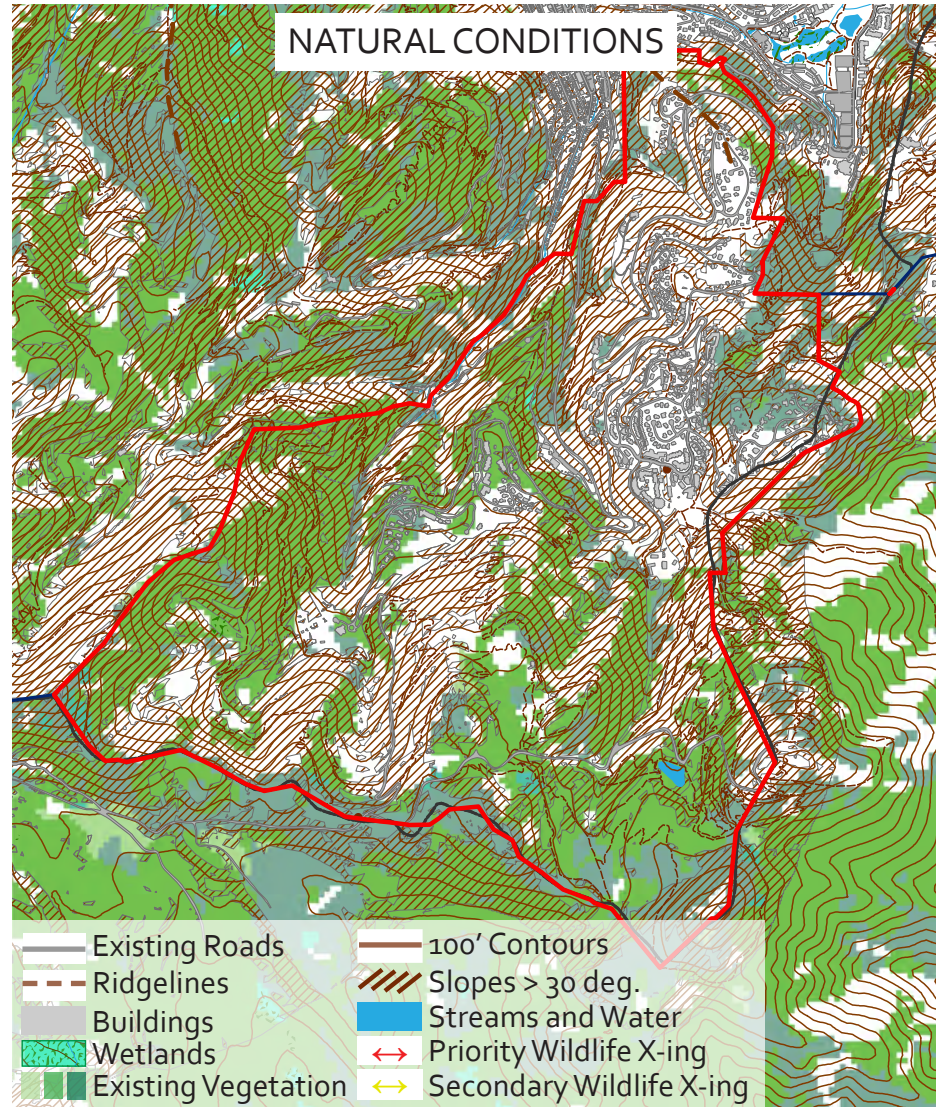 NATURAL CONDITIONS
Existing Roads
Ridgelines
Buildings
Wetlands
Existing Vegetation
100' Contours
Slopes > 30 deg.
Streams and Water
Priority Wildlife X-ing
Secondary Wildlife X-ing